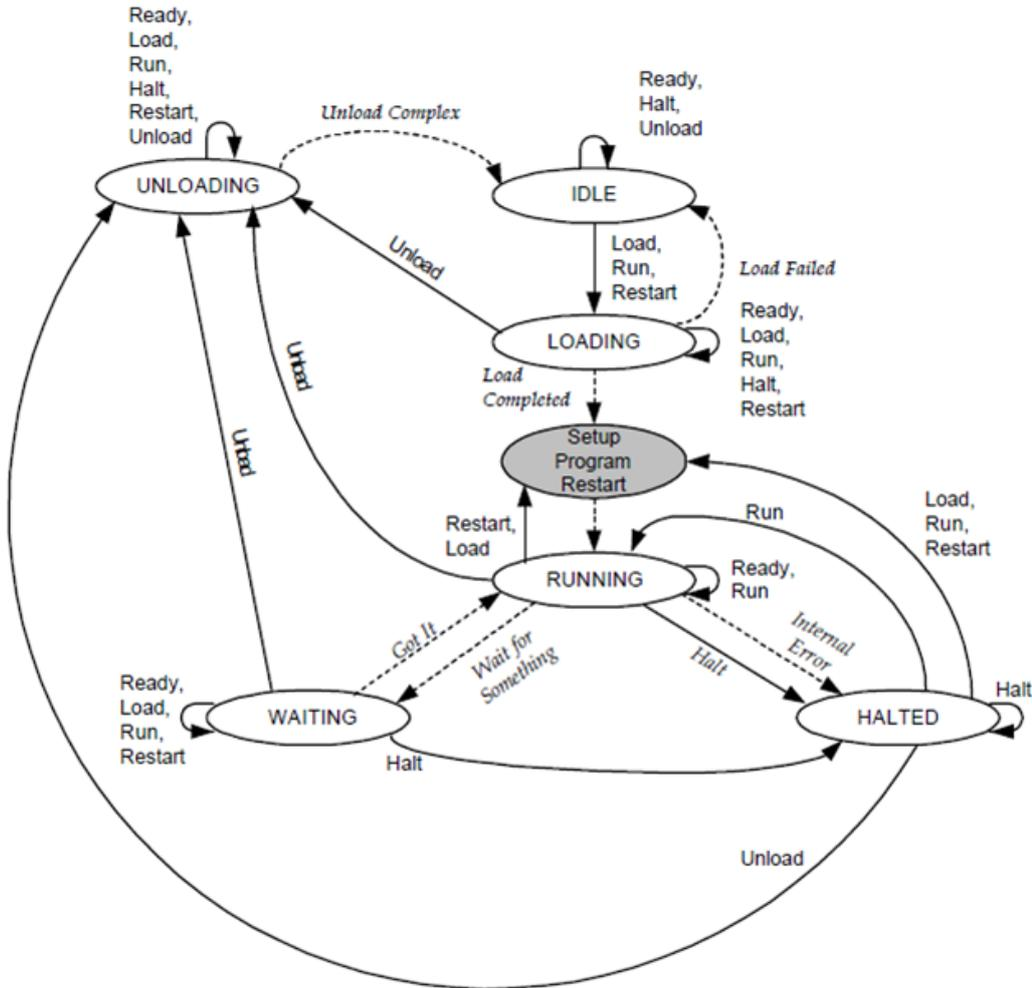 Ready,
Load,
Run,
Halt,
Restart,
Unload
Unload Complex
Ready,
Halt,
Unload
UNLOADING
IDLE
Unload
Load,
Run,
Restart
Load Failed
LOADING
Ready,
Load,
Run,
Halt,
Restart
Unload
Load
Completed
Setup
Program
Restart
Unload
Restart,
Load
Run
Load,
Run,
Restart
RUNNING
Ready,
Run
Got It
Wait for
Something
Halt
Internal
Error
Ready,
Load,
Run,
Restart
WAITING
HALTED
Halt
Halt
Unload